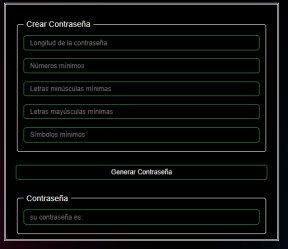 Crear Contraseña
Longitud de la contraseña
Números mínimos
Letras minúsculas mínimas
Letras mayúsculas mínimas
Símbolos mínimos
Generar Contraseña
Contraseña
su contraseña es: